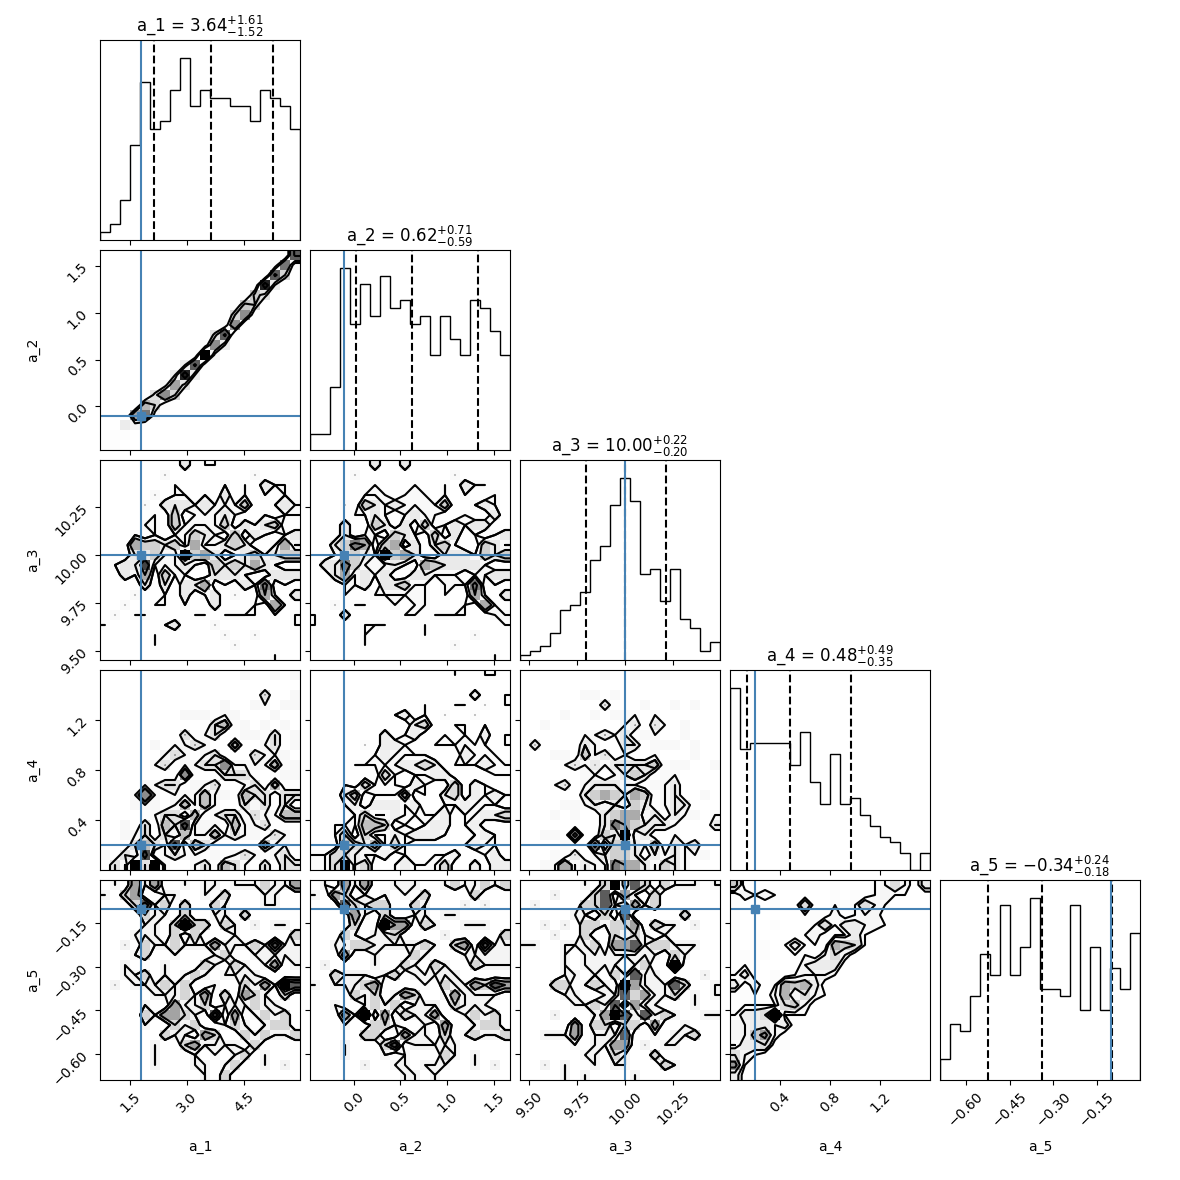 a_1 = 3.64+1.61−1.52
a_2 = 0.62+0.71−0.59
1.5
1.0
0.5
0.0
a_2
a_3 = 10.00+0.22−0.20
10.25
10.00
9.75
9.50
a_3
a_4 = 0.48+0.49−0.35
1.2
0.8
0.4
a_4
a_5 = −0.34+0.24−0.18
−0.15
−0.30
−0.45
−0.60
a_5
1.5 3.0 4.5 0.0 0.5 1.0 1.5 9.50 9.75 10.00 10.25 0.4 0.8 1.2 −0.60 −0.45 −0.30 −0.15
a_1 a_2 a_3 a_4 a_5